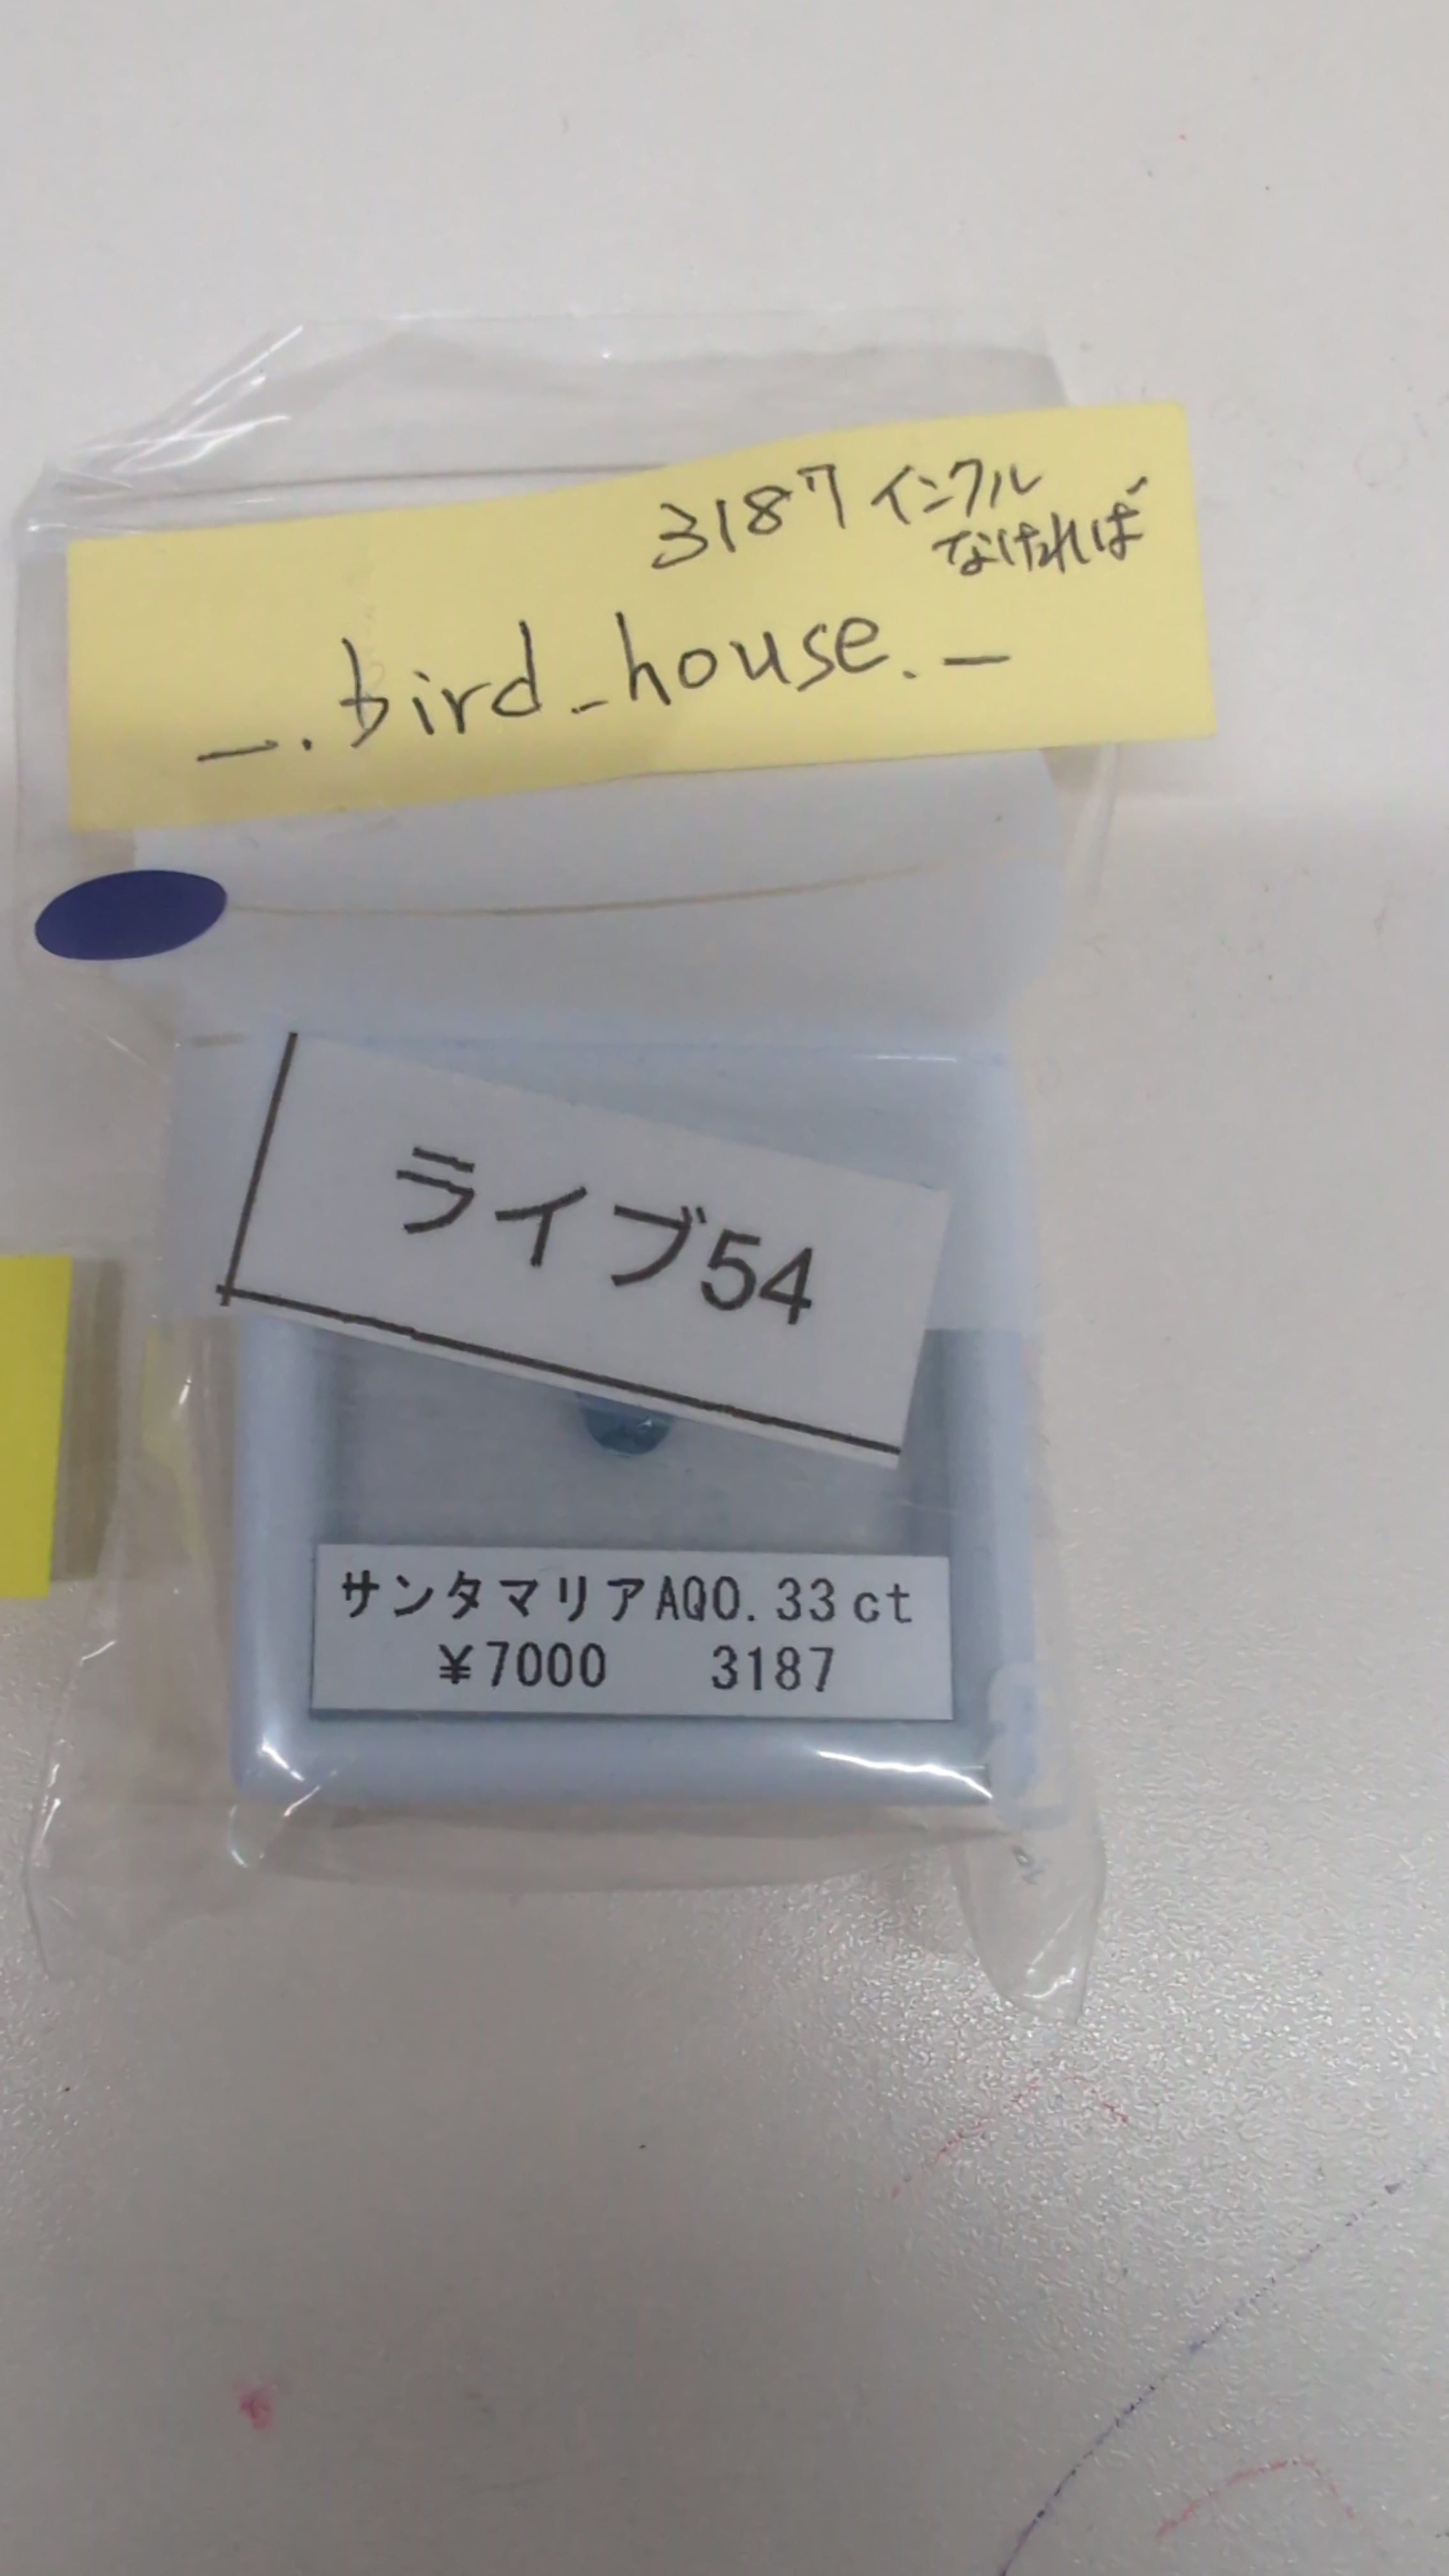 3187 インクル
なければ
_.bird_house._
ライブ54
サンタマリアAQ0.33ct
¥7000 3187